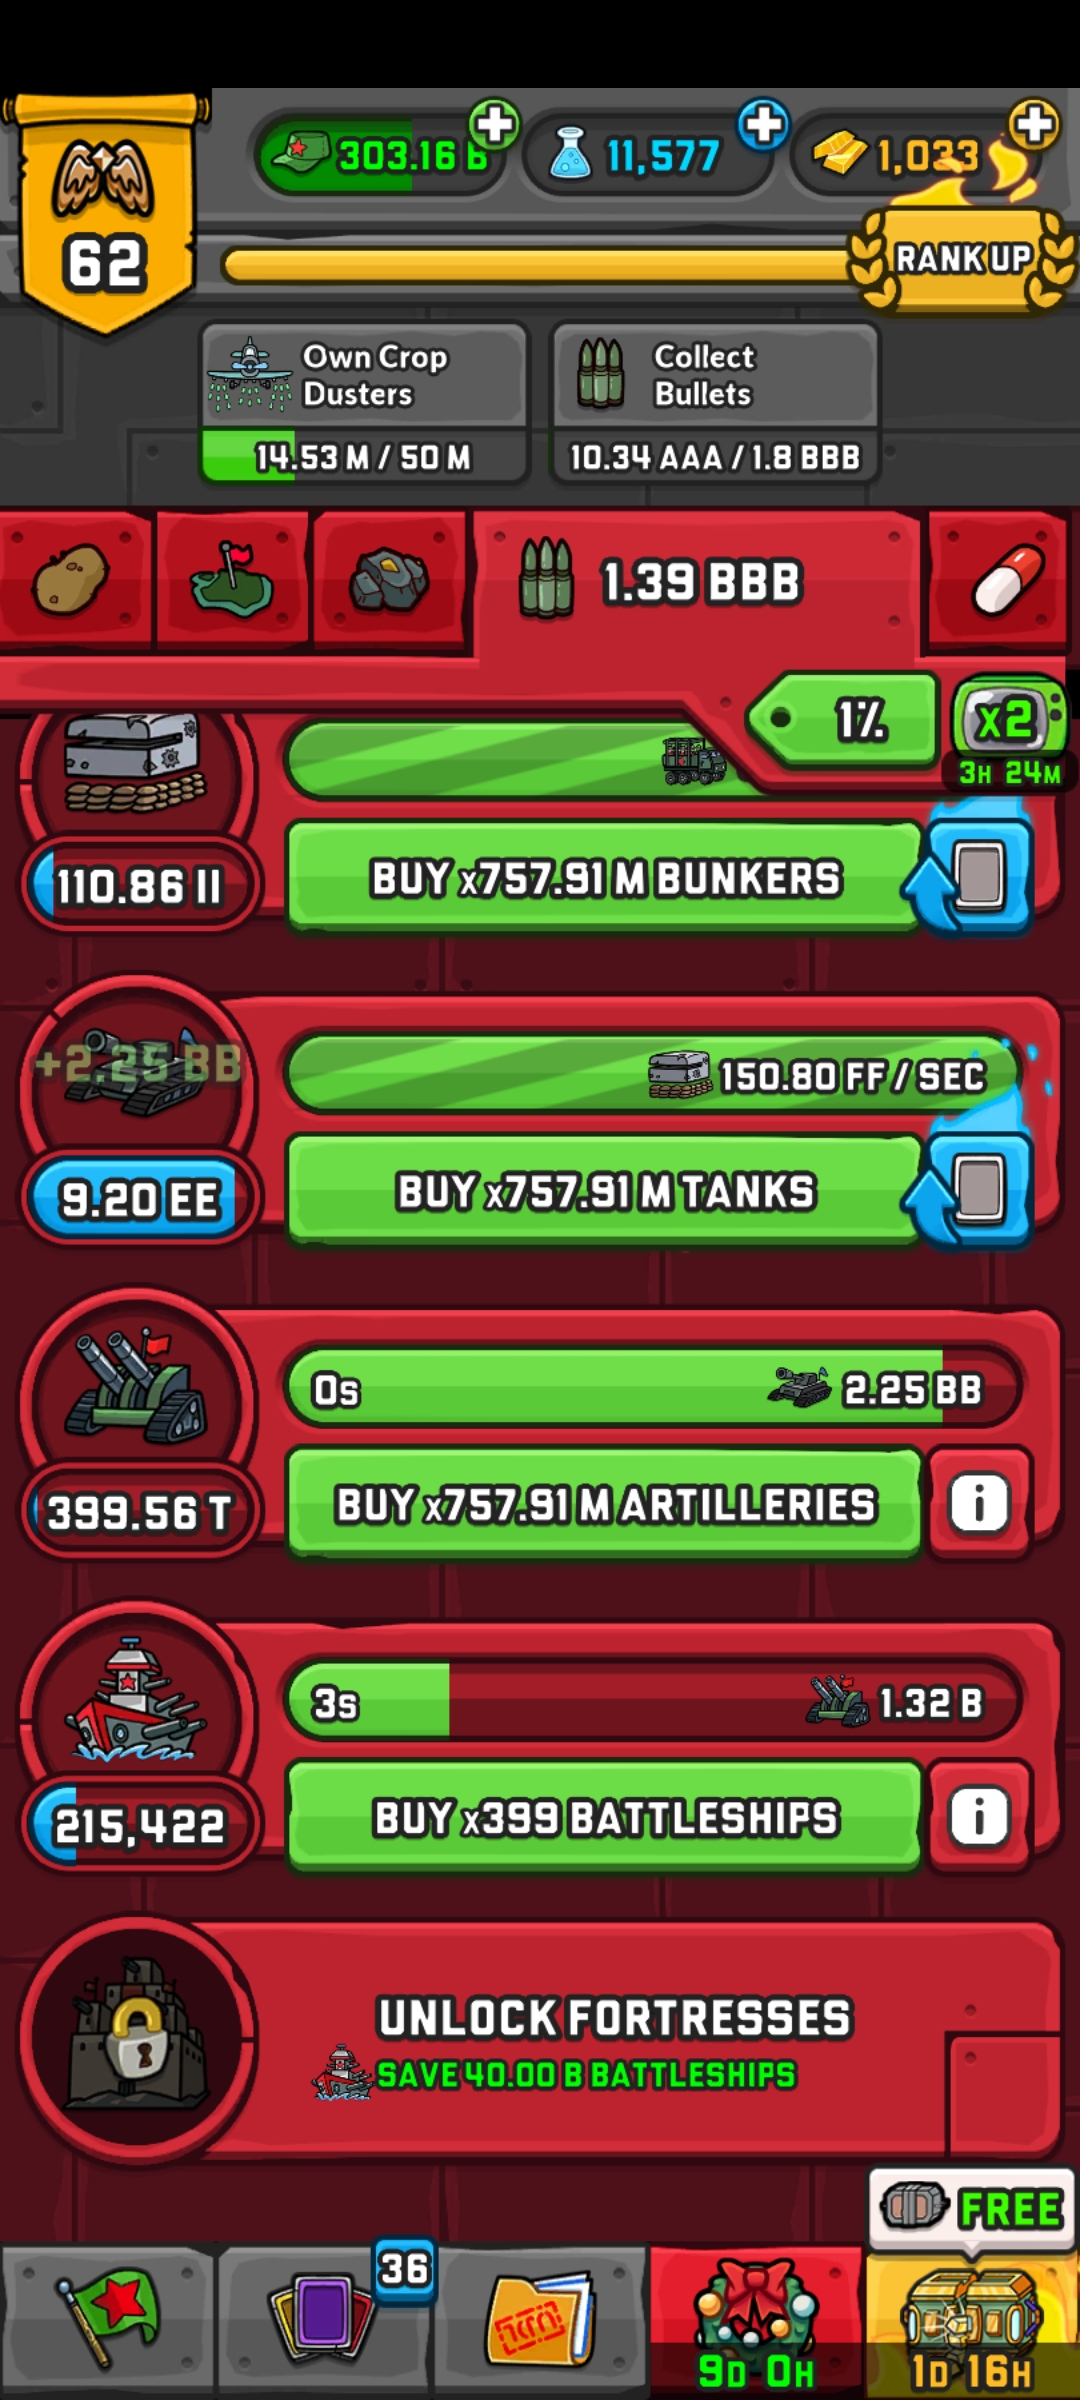 303.16 B
11,577
1,033
62
RANK UP
Own Crop
Dusters
Collect
Bullets
14.53 M / 50 M
10.34 AAA / 1.8 BBB
1.39 BBB
1%
x2
3H 24M
110.86 II
BUY x757.91 M BUNKERS
+2.25 BB
150.80 FF / SEC
9.20 EE
BUY x757.91 M TANKS
0s
2.25 BB
399.56 T
BUY x757.91 M ARTILLERIES
i
3s
1.32 B
215,422
BUY x399 BATTLESHIPS
i
UNLOCK FORTRESSES
SAVE 40.00 B BATTLESHIPS
FREE
36
9D 0H
1D 16H